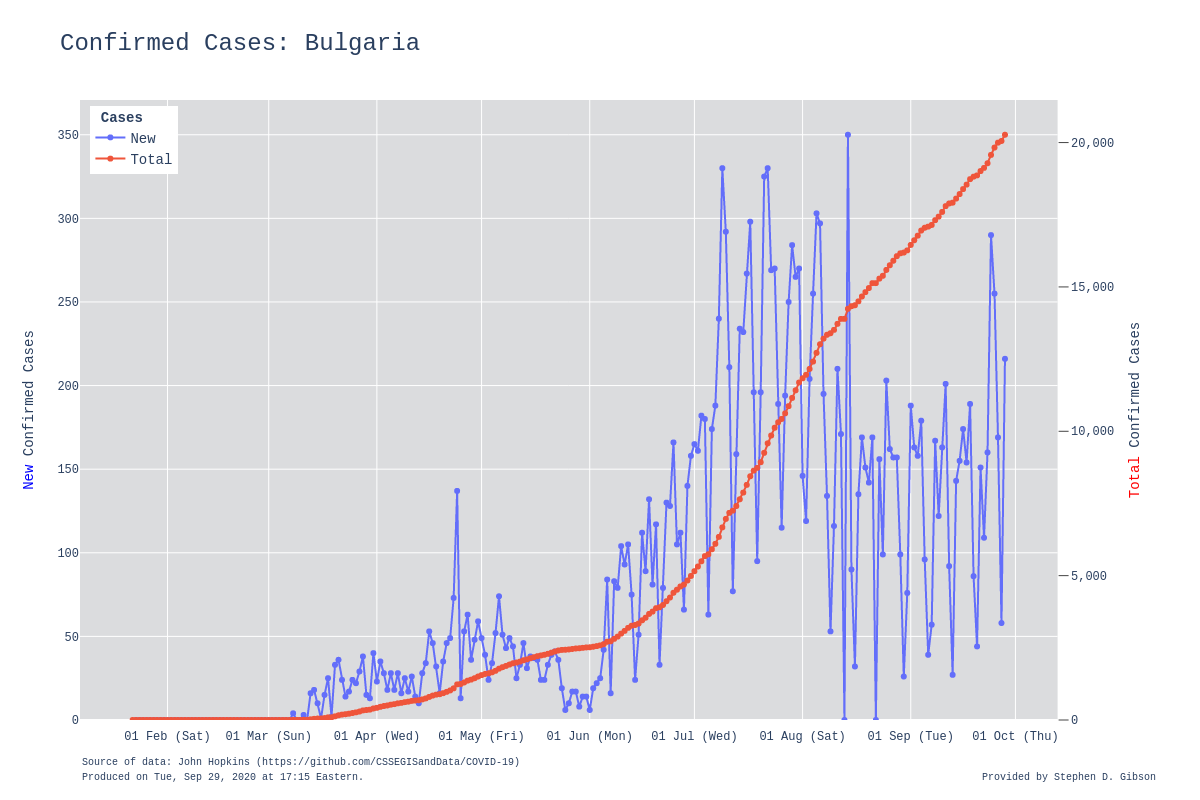 Confirmed Cases: Bulgaria
Cases
New
Total
350
300
250
200
150
100
50
0
20,000
15,000
10,000
5,000
0
New Confirmed Cases
Total Confirmed Cases
01 Feb (Sat)
01 Mar (Sun)
01 Apr (Wed)
01 May (Fri)
01 Jun (Mon)
01 Jul (Wed)
01 Aug (Sat)
01 Sep (Tue)
01 Oct (Thu)
Source of data: John Hopkins (https://github.com/CSSEGISandData/COVID-19)
Produced on Tue, Sep 29, 2020 at 17:15 Eastern.
Provided by Stephen D. Gibson